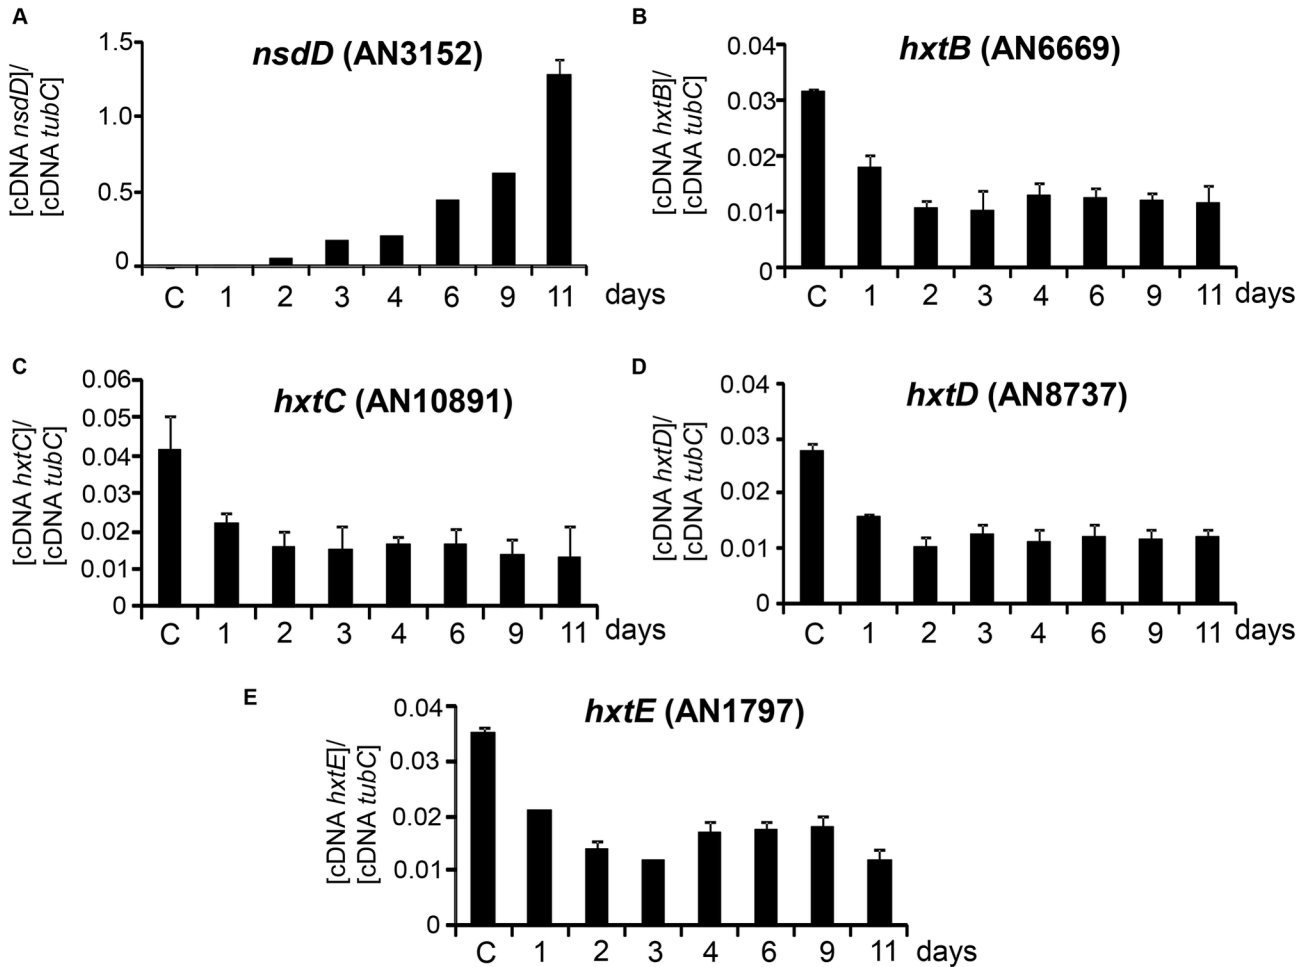 A
nsdD (AN3152)
[cDNA nsdD]/
[cDNA tubC]
1.5
1.0
0.5
0
C 1 2 3 4 6 9 11 days
B
hxtB (AN6669)
[cDNA hxtB]/
[cDNA tubC]
0.04
0.03
0.02
0.01
0
C 1 2 3 4 6 9 11 days
C
hxtC (AN10891)
[cDNA hxtC]/
[cDNA tubC]
0.06
0.05
0.04
0.03
0.02
0.01
0
C 1 2 3 4 6 9 11 days
D
hxtD (AN8737)
[cDNA hxtD]/
[cDNA tubC]
0.04
0.03
0.02
0.01
0
C 1 2 3 4 6 9 11 days
E
hxtE (AN1797)
[cDNA hxtE]/
[cDNA tubC]
0.04
0.03
0.02
0.01
0
C 1 2 3 4 6 9 11 days